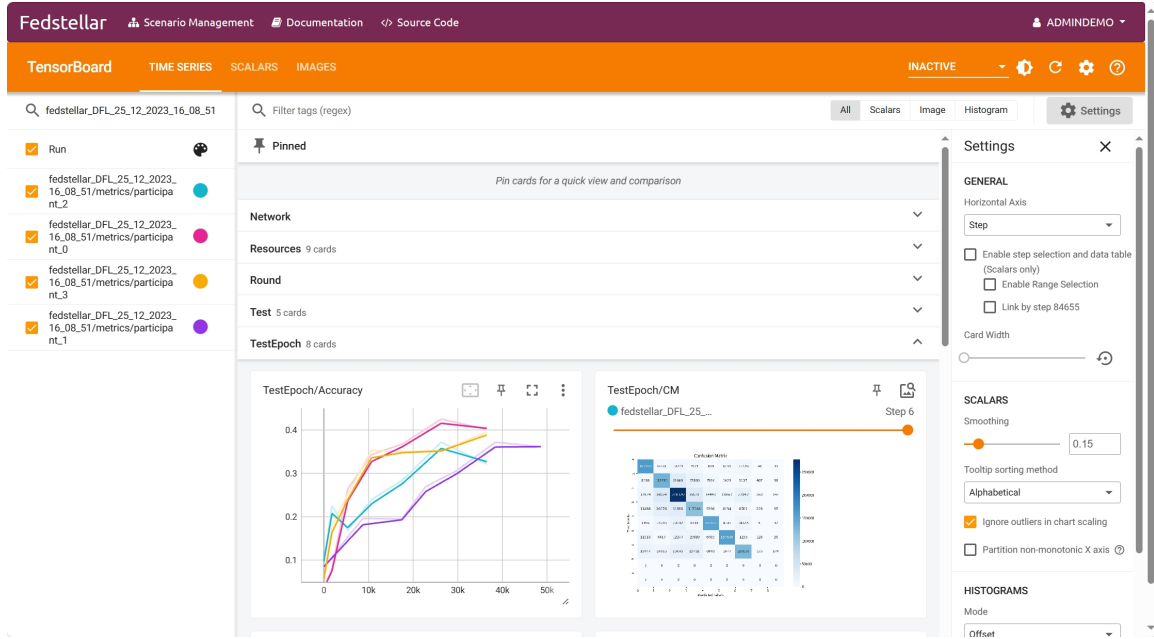 Fedstellar
Scenario Management
Documentation
</> Source Code
ADMINDEMO
TensorBoard
TIME SERIES
SCALARS
IMAGES
INACTIVE
fedstellar_DFL_25_12_2023_16_08_51
Filter tags (regex)
All
Scalars
Image
Histogram
Settings
Run
fedstellar_DFL_25_12_2023_
16_08_51/metrics/participa
nt_2
fedstellar_DFL_25_12_2023_
16_08_51/metrics/participa
nt_0
fedstellar_DFL_25_12_2023_
16_08_51/metrics/participa
nt_3
fedstellar_DFL_25_12_2023_
16_08_51/metrics/participa
nt_1
Pinned
Pin cards for a quick view and comparison
Network
Resources 9 cards
Round
Test 5 cards
TestEpoch 8 cards
TestEpoch/Accuracy
0.4
0.3
0.2
0.1
0
10k
20k
30k
40k
50k
TestEpoch/CM
fedstellar_DFL_25_...
Step 6
Confusion Matrix
Settings
GENERAL
Horizontal Axis
Step
Enable step selection and data table
(Scalars only)
Enable Range Selection
Link by step 84655
Card Width
SCALARS
Smoothing
0.15
Tooltip sorting method
Alphabetical
Ignore outliers in chart scaling
Partition non-monotonic X axis
HISTOGRAMS
Mode
Offset